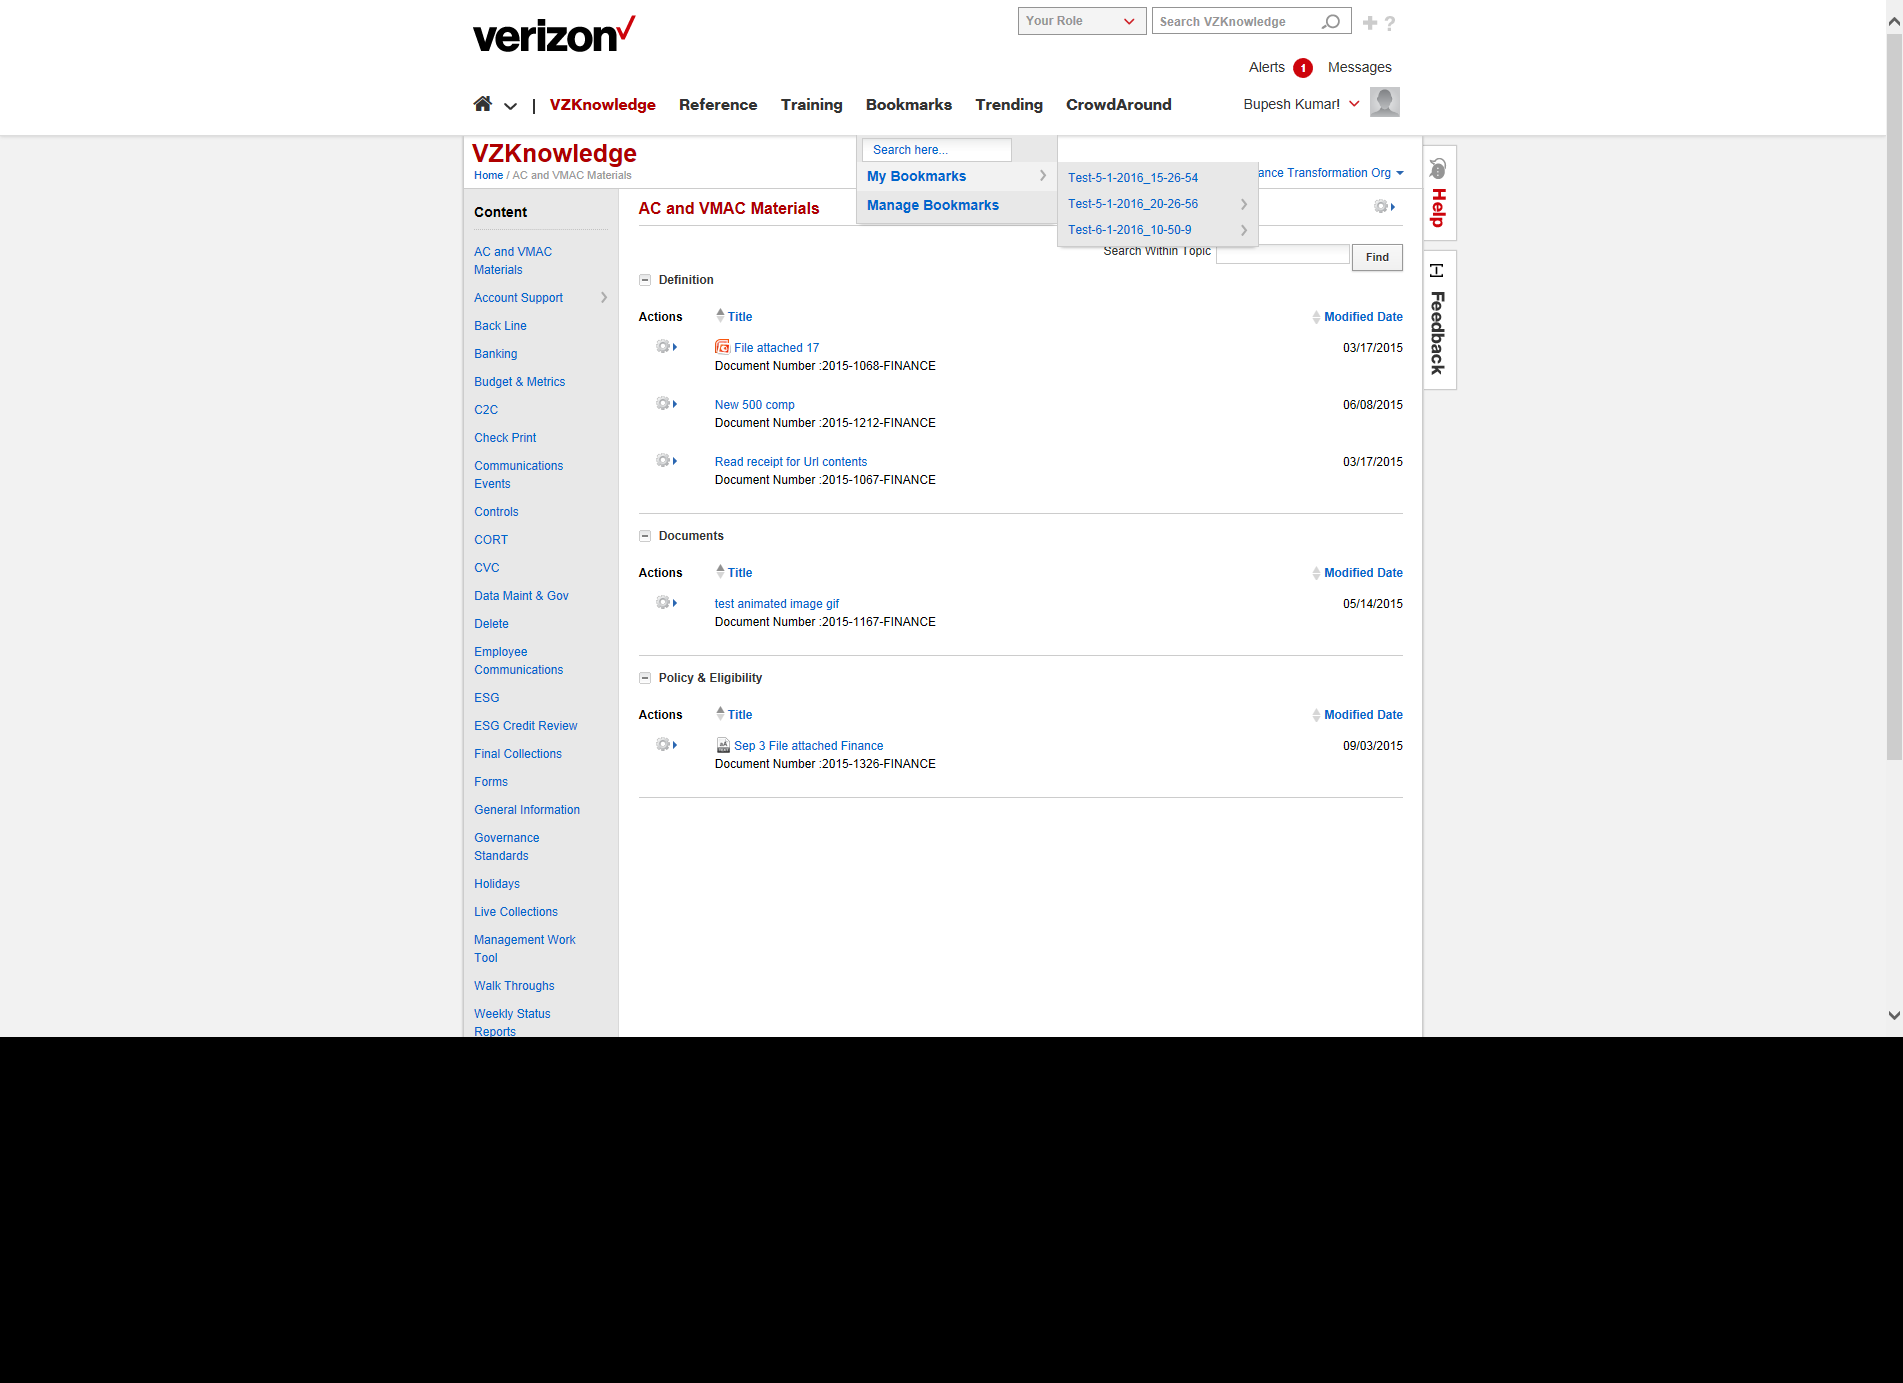 verizon
Your Role
Search VZKnowledge
Alerts 1 Messages
VZKnowledge Reference Training Bookmarks Trending CrowdAround
Bupesh Kumar!
VZKnowledge
Home / AC and VMAC Materials
Search here...
My Bookmarks
Manage Bookmarks
Test-5-1-2016_15-26-54
Test-5-1-2016_20-26-56
Test-6-1-2016_10-50-9
ance Transformation Org
Help
Feedback
Content
AC and VMAC
Materials
Account Support
Back Line
Banking
Budget & Metrics
C2C
Check Print
Communications
Events
Controls
CORT
CVC
Data Maint & Gov
Delete
Employee
Communications
ESG
ESG Credit Review
Final Collections
Forms
General Information
Governance
Standards
Holidays
Live Collections
Management Work
Tool
Walk Throughs
Weekly Status
Reports
AC and VMAC Materials
Search Within Topic
Find
Definition
Actions Title Modified Date
File attached 17 03/17/2015
Document Number :2015-1068-FINANCE
New 500 comp 06/08/2015
Document Number :2015-1212-FINANCE
Read receipt for Url contents 03/17/2015
Document Number :2015-1067-FINANCE
Documents
Actions Title Modified Date
test animated image gif 05/14/2015
Document Number :2015-1167-FINANCE
Policy & Eligibility
Actions Title Modified Date
Sep 3 File attached Finance 09/03/2015
Document Number :2015-1326-FINANCE